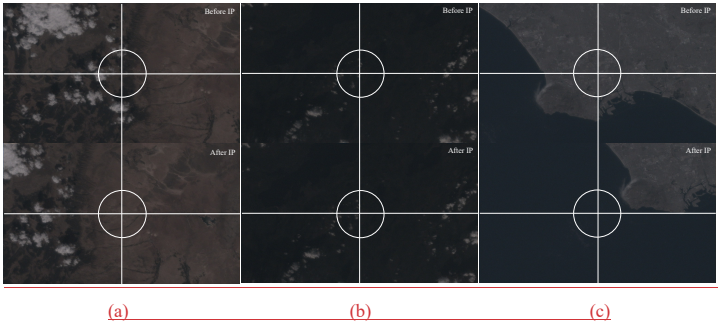 Before IP Before IP Before IP
After IP After IP After IP
(a) (b) (c)